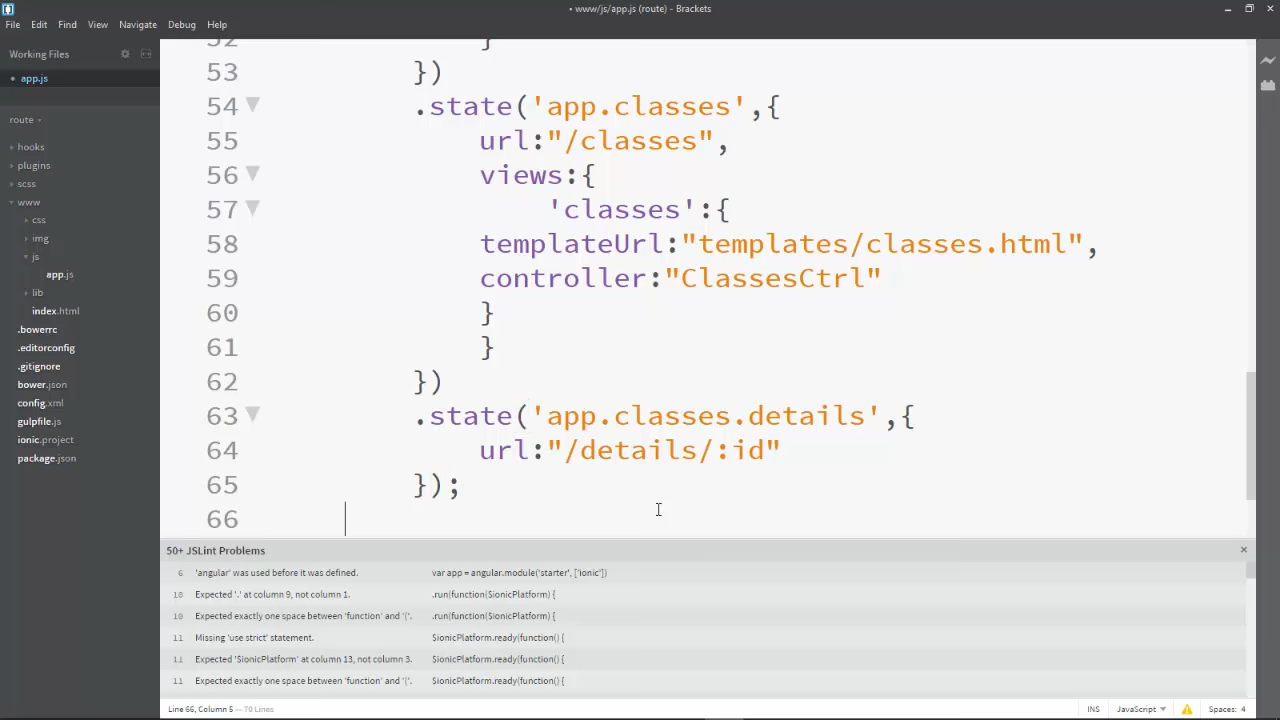 • www/js/app.js (route) - Brackets
File Edit Find View Navigate Debug Help
Working Files
• app.js
route
hooks
plugins
scss
www
css
img
js
app.js
lib
index.html
.bowerrc
.editorconfig
.gitignore
bower.json
config.xml
gulpfile.js
ionic.project
package.json
52 }
53 })
54 .state('app.classes',{
55 url:"/classes",
56 views:{
57 'classes':{
58 templateUrl:"templates/classes.html",
59 controller:"ClassesCtrl"
60 }
61 }
62 })
63 .state('app.classes.details',{
64 url:"/details/:id"
65 });
66
50+ JSLint Problems
6 'angular' was used before it was defined. var app = angular.module('starter', ['ionic'])
10 Expected '.' at column 9, not column 1. .run(function($ionicPlatform) {
10 Expected exactly one space between 'function' and '('. .run(function($ionicPlatform) {
11 Missing 'use strict' statement. $ionicPlatform.ready(function() {
11 Expected '$ionicPlatform' at column 13, not column 3. $ionicPlatform.ready(function() {
11 Expected exactly one space between 'function' and '('. $ionicPlatform.ready(function() {
Line 66, Column 5 — 70 Lines
INS JavaScript Spaces: 4